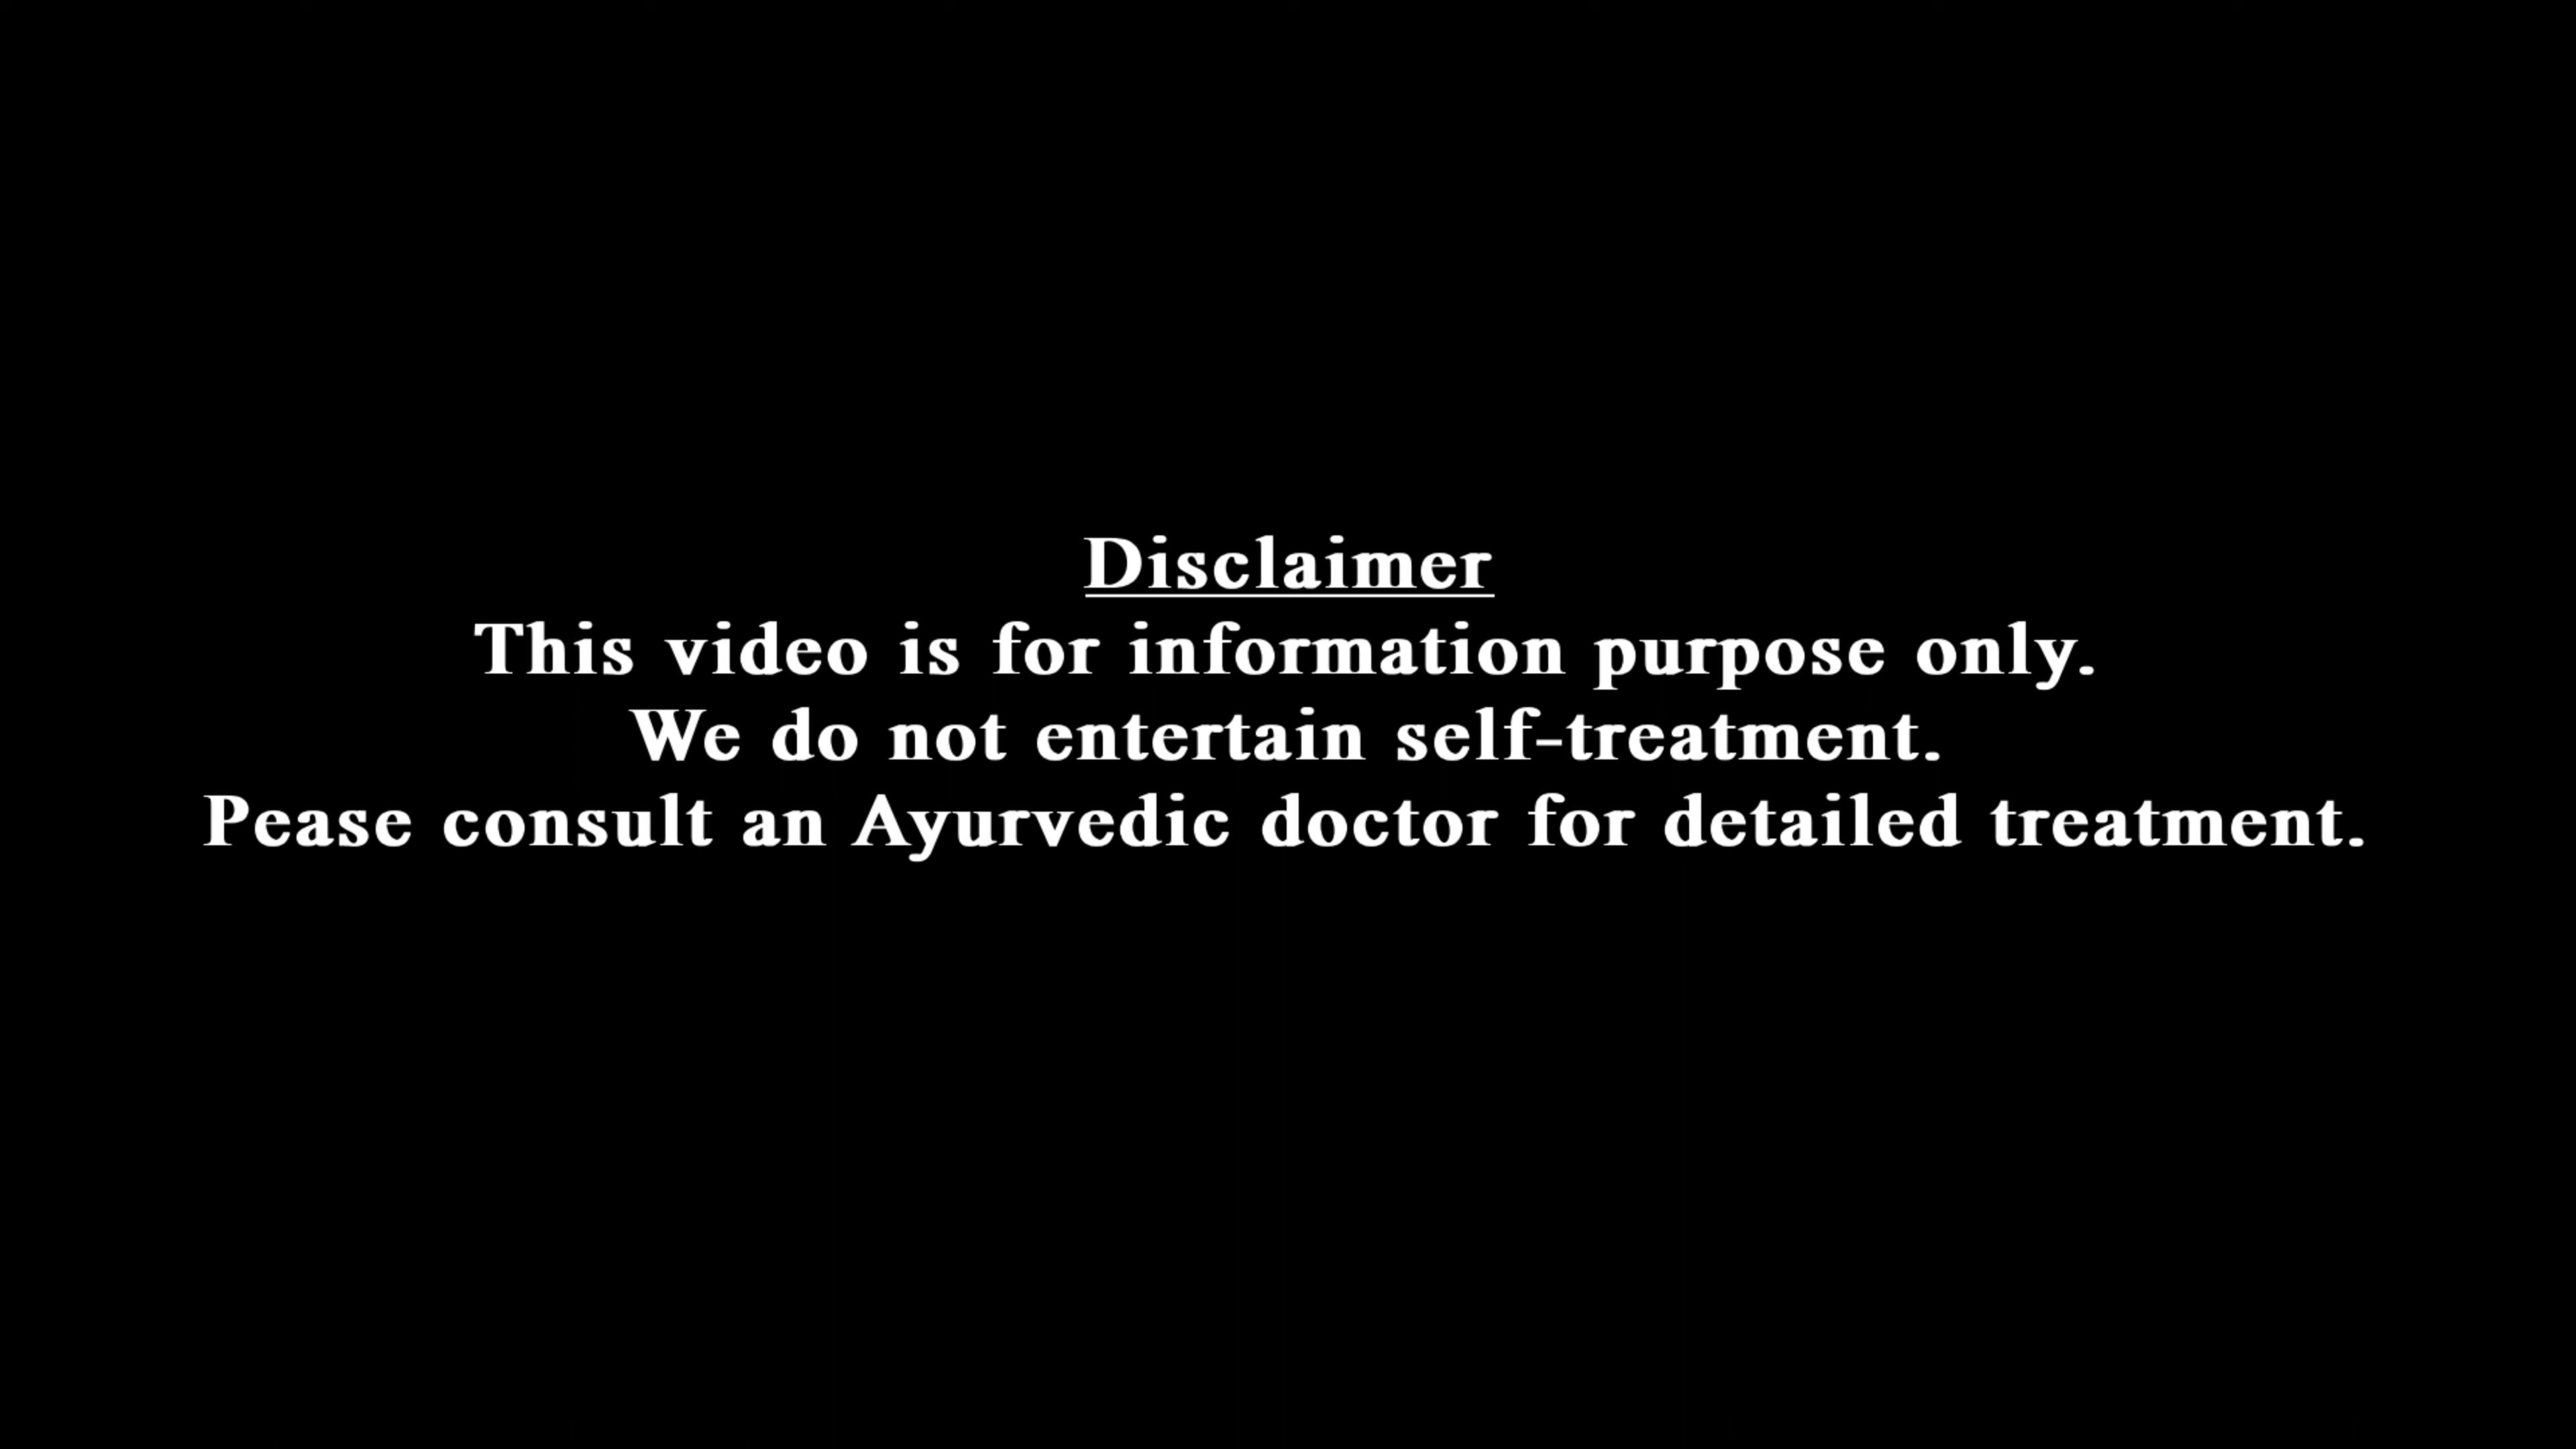 Disclaimer
This video is for information purpose only.
We do not entertain self-treatment.
Pease consult an Ayurvedic doctor for detailed treatment.